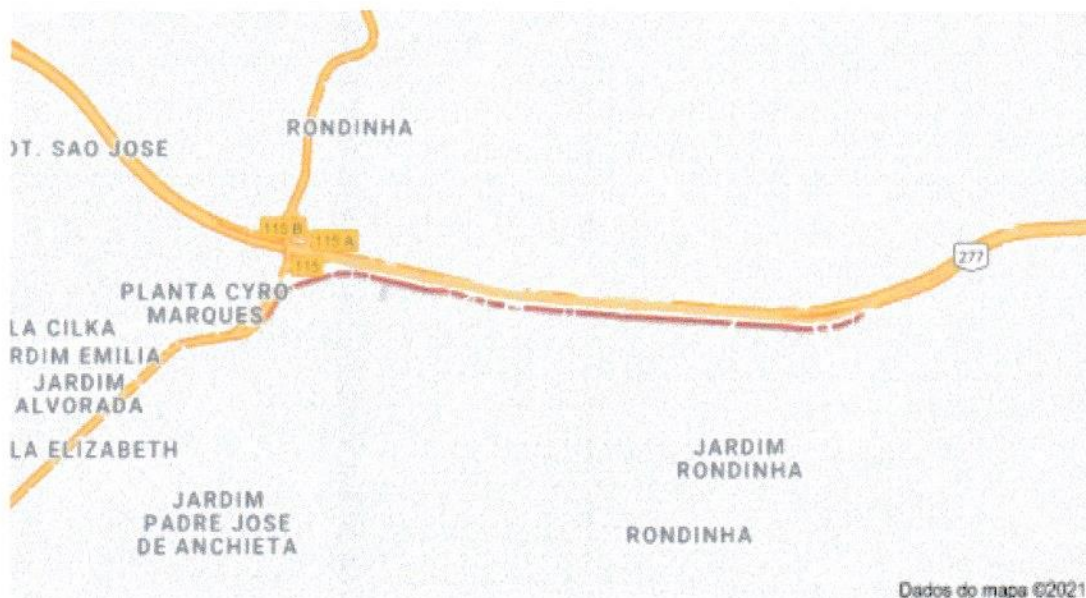 RONDINHA
OT. SAO JOSE
115 B
115 A
115
277
PLANTA CYRO
MARQUES
LA CILKA
RDIM EMILIA
JARDIM
ALVORADA
LA ELIZABETH
JARDIM
RONDINHA
JARDIM
PADRE JOSE
DE ANCHIETA
RONDINHA
Dados do mapa ©2021